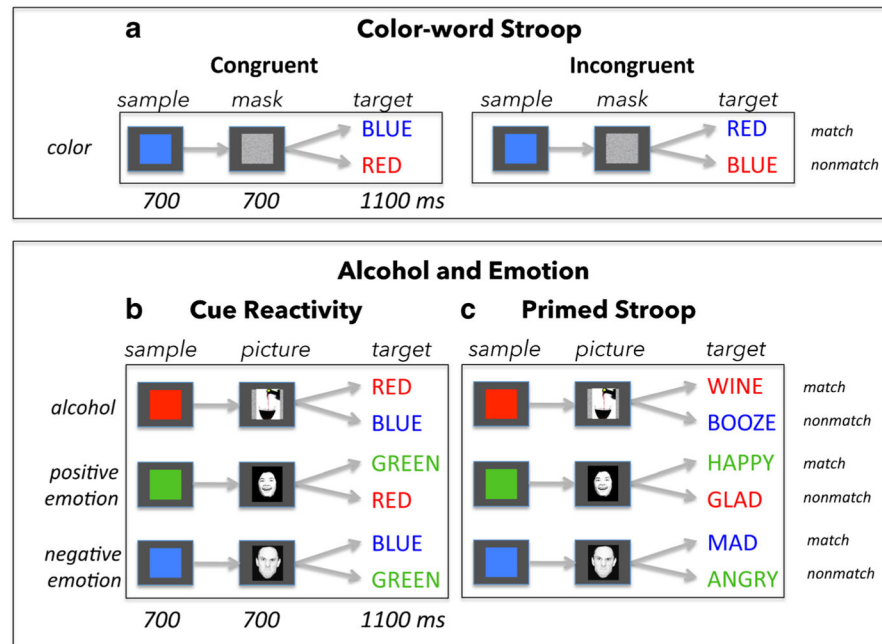 a Color-word Stroop
Congruent Incongruent
sample mask target sample mask target
BLUE RED match
color
RED BLUE nonmatch
700 700 1100 ms
Alcohol and Emotion
b Cue Reactivity c Primed Stroop
sample picture target sample picture target
RED WINE match
alcohol
BLUE BOOZE nonmatch
GREEN HAPPY match
positive
emotion
RED GLAD nonmatch
BLUE MAD match
negative
emotion
GREEN ANGRY nonmatch
700 700 1100 ms